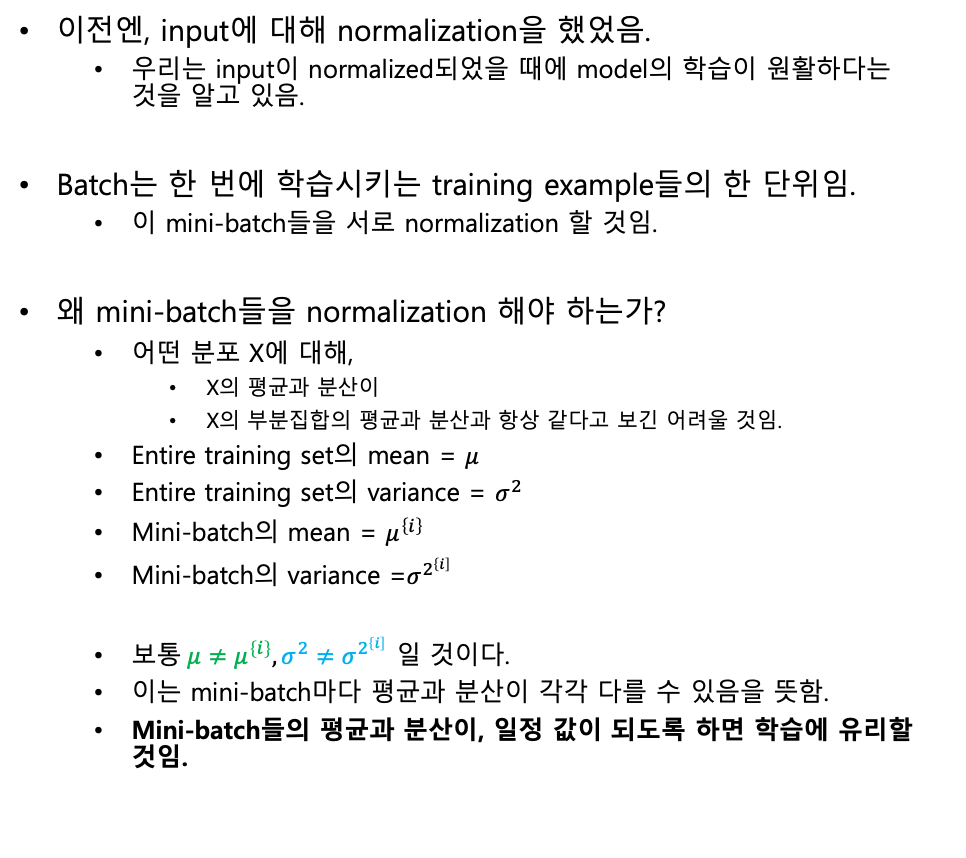 • 이전엔, input에 대해 normalization을 했었음.
• 우리는 input이 normalized되었을 때에 model의 학습이 원활하다는
것을 알고 있음.
• Batch는 한 번에 학습시키는 training example들의 한 단위임.
• 이 mini-batch들을 서로 normalization 할 것임.
• 왜 mini-batch들을 normalization 해야 하는가?
• 어떤 분포 X에 대해,
• X의 평균과 분산이
• X의 부분집합의 평균과 분산과 항상 같다고 보긴 어려울 것임.
• Entire training set의 mean = 𝜇
• Entire training set의 variance = 𝜎²
• Mini-batch의 mean = 𝜇^{i}
• Mini-batch의 variance =𝜎^2^{i]
• 보통 𝜇 ≠ 𝜇^{i}, 𝜎² ≠ 𝜎^2^{i] 일 것이다.
• 이는 mini-batch마다 평균과 분산이 각각 다를 수 있음을 뜻함.
• Mini-batch들의 평균과 분산이, 일정 값이 되도록 하면 학습에 유리할
것임.